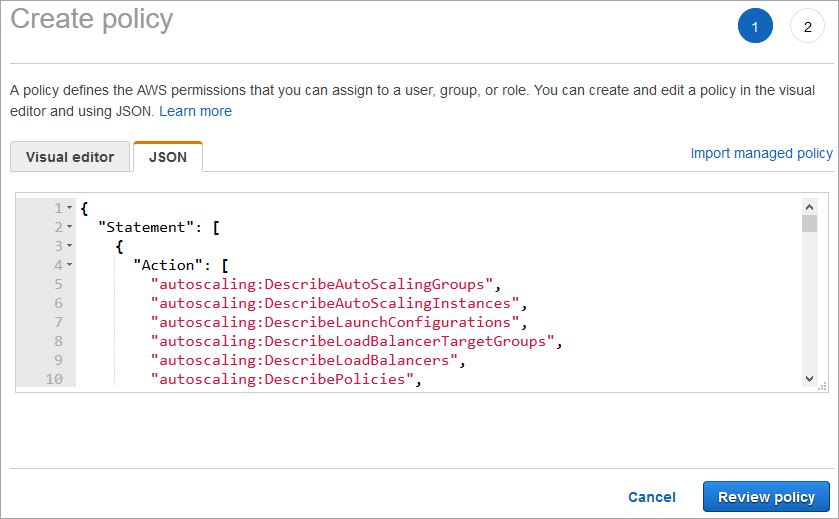 Create policy
1
2
A policy defines the AWS permissions that you can assign to a user, group, or role. You can create and edit a policy in the visual
editor and using JSON. Learn more
Visual editor
JSON
Import managed policy
1 {
2 "Statement": [
3 {
4 "Action": [
5 "autoscaling:DescribeAutoScalingGroups",
6 "autoscaling:DescribeAutoScalingInstances",
7 "autoscaling:DescribeLaunchConfigurations",
8 "autoscaling:DescribeLoadBalancerTargetGroups",
9 "autoscaling:DescribeLoadBalancers",
10 "autoscaling:DescribePolicies",
Cancel
Review policy